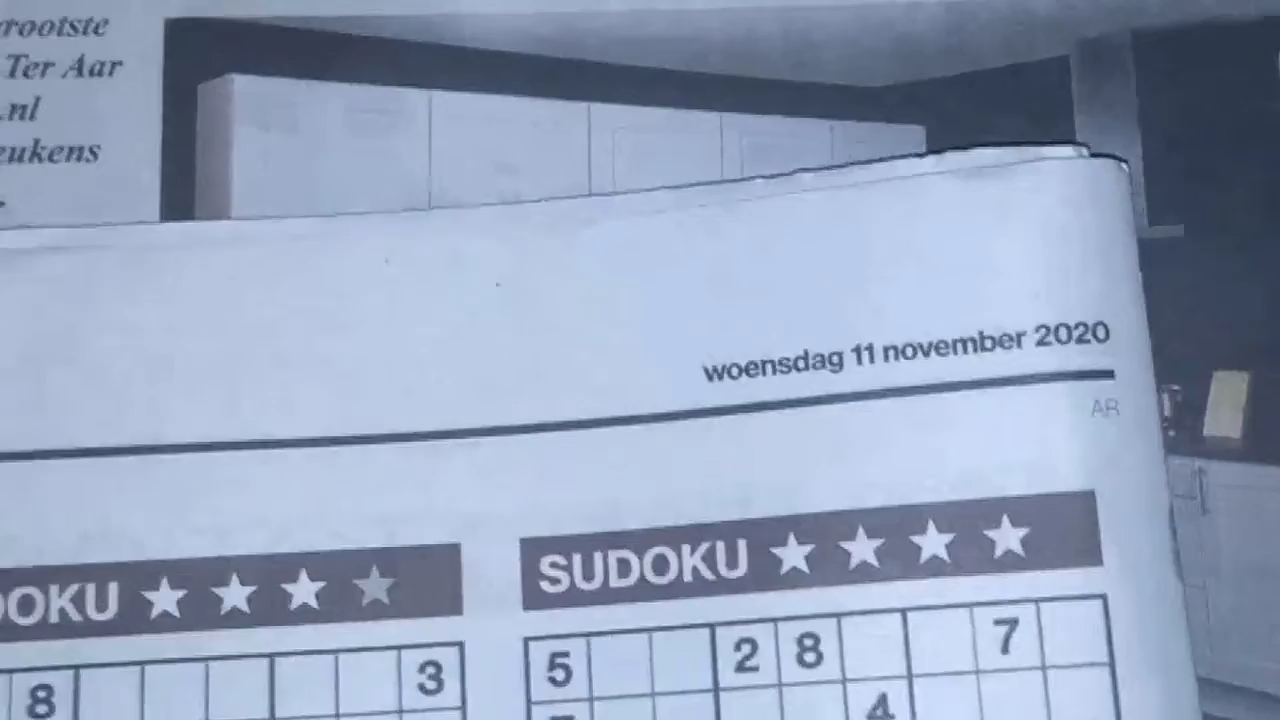 rootste
Ter Aar
.nl
eukens
woensdag 11 november 2020
AR
OKU
SUDOKU
8 3
5 2 8 7
4